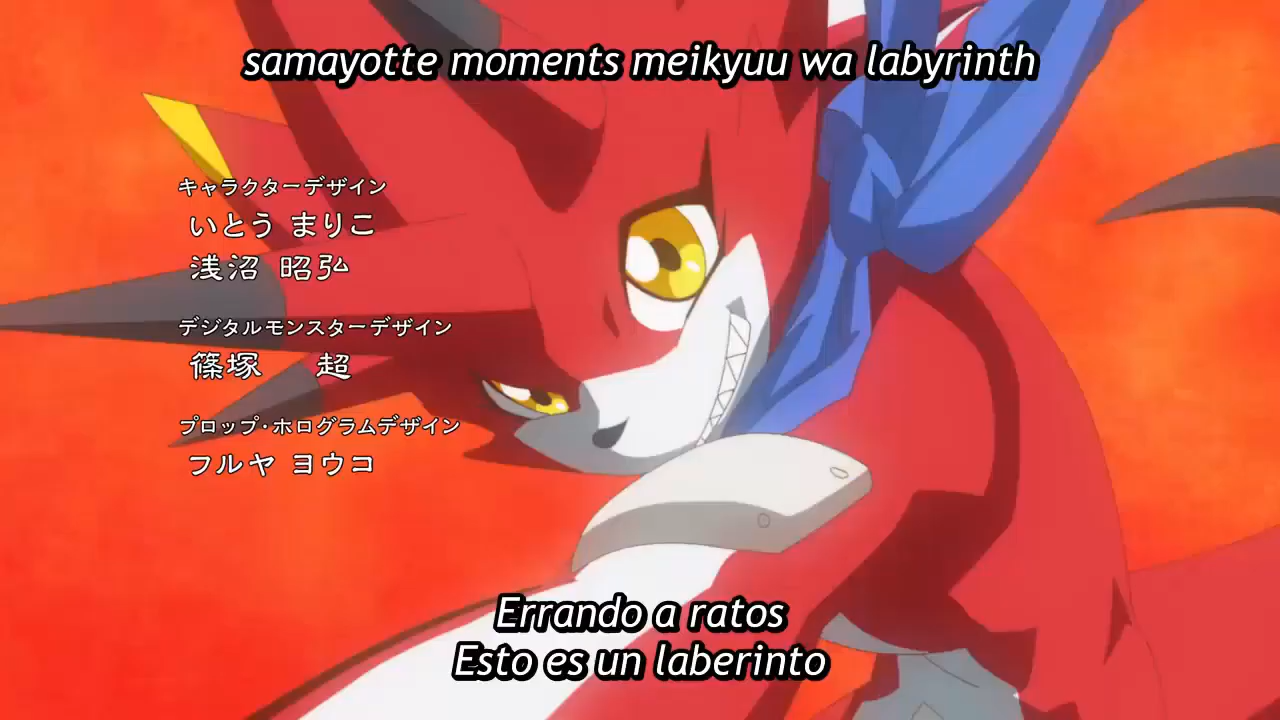 samayotte moments meikyuu wa labyrinth
キャラクターデザイン
いとう まりこ
浅沼 昭弘
デジタルモンスターデザイン
篠塚 超
プロップ・ホログラムデザイン
フルヤ ヨウコ
Errando a ratos
Esto es un laberinto